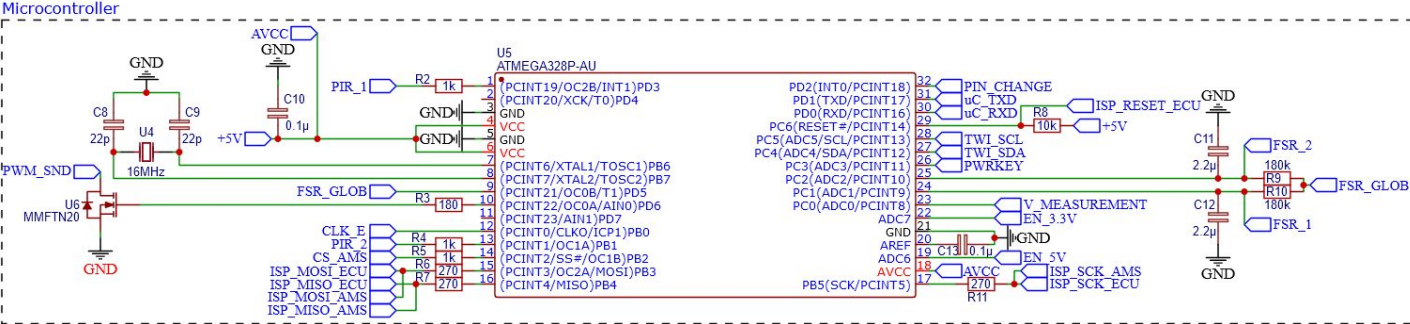 Microcontroller
AVCC
GND
GND
C8
C9
22p
22p
U4
16MHz
C10
0.1μ
+5V
PWM_SND
U6
MMFTN20
GND
U5
ATMEGA328P-AU
PIR_1
R2
1k
GND
GND
FSR_GLOB
R3
180
CLK_E
PIR_2
R4
1k
CS_AMS
R5
1k
ISP_MOSI_ECU
R6
270
ISP_MISO_ECU
R7
270
ISP_MOSI_AMS
ISP_MISO_AMS
1 (PCINT19/OC2B/INT1)PD3
2 (PCINT20/XCK/T0)PD4
3 GND
4 VCC
5 GND
6 VCC
7 (PCINT6/XTAL1/TOSC1)PB6
8 (PCINT7/XTAL2/TOSC2)PB7
9 (PCINT21/OC0B/T1)PD5
10 (PCINT22/OC0A/AIN0)PD6
11 (PCINT23/AIN1)PD7
12 (PCINT0/CLKO/ICP1)PB0
13 (PCINT1/OC1A)PB1
14 (PCINT2/SS#/OC1B)PB2
15 (PCINT3/OC2A/MOSI)PB3
16 (PCINT4/MISO)PB4
PD2(INT0/PCINT18) 32
PD1(TXD/PCINT17) 31
PD0(RXD/PCINT16) 30
PC6(RESET#/PCINT14) 29
PC5(ADC5/SCL/PCINT13) 28
PC4(ADC4/SDA/PCINT12) 27
PC3(ADC3/PCINT11) 26
PC2(ADC2/PCINT10) 25
PC1(ADC1/PCINT9) 24
PC0(ADC0/PCINT8) 23
ADC7 22
GND 21
AREF 20
ADC6 19
AVCC 18
PB5(SCK/PCINT5) 17
PIN_CHANGE
uC_TXD
uC_RXD
ISP_RESET_ECU
R8
10k
+5V
TWI_SCL
TWI_SDA
PWRKEY
V_MEASUREMENT
EN_3.3V
GND
C13
0.1μ
EN_5V
AVCC
270
R11
ISP_SCK_AMS
ISP_SCK_ECU
GND
C11
2.2μ
FSR_2
180k
R9
R10
180k
FSR_GLOB
C12
2.2μ
FSR_1
GND